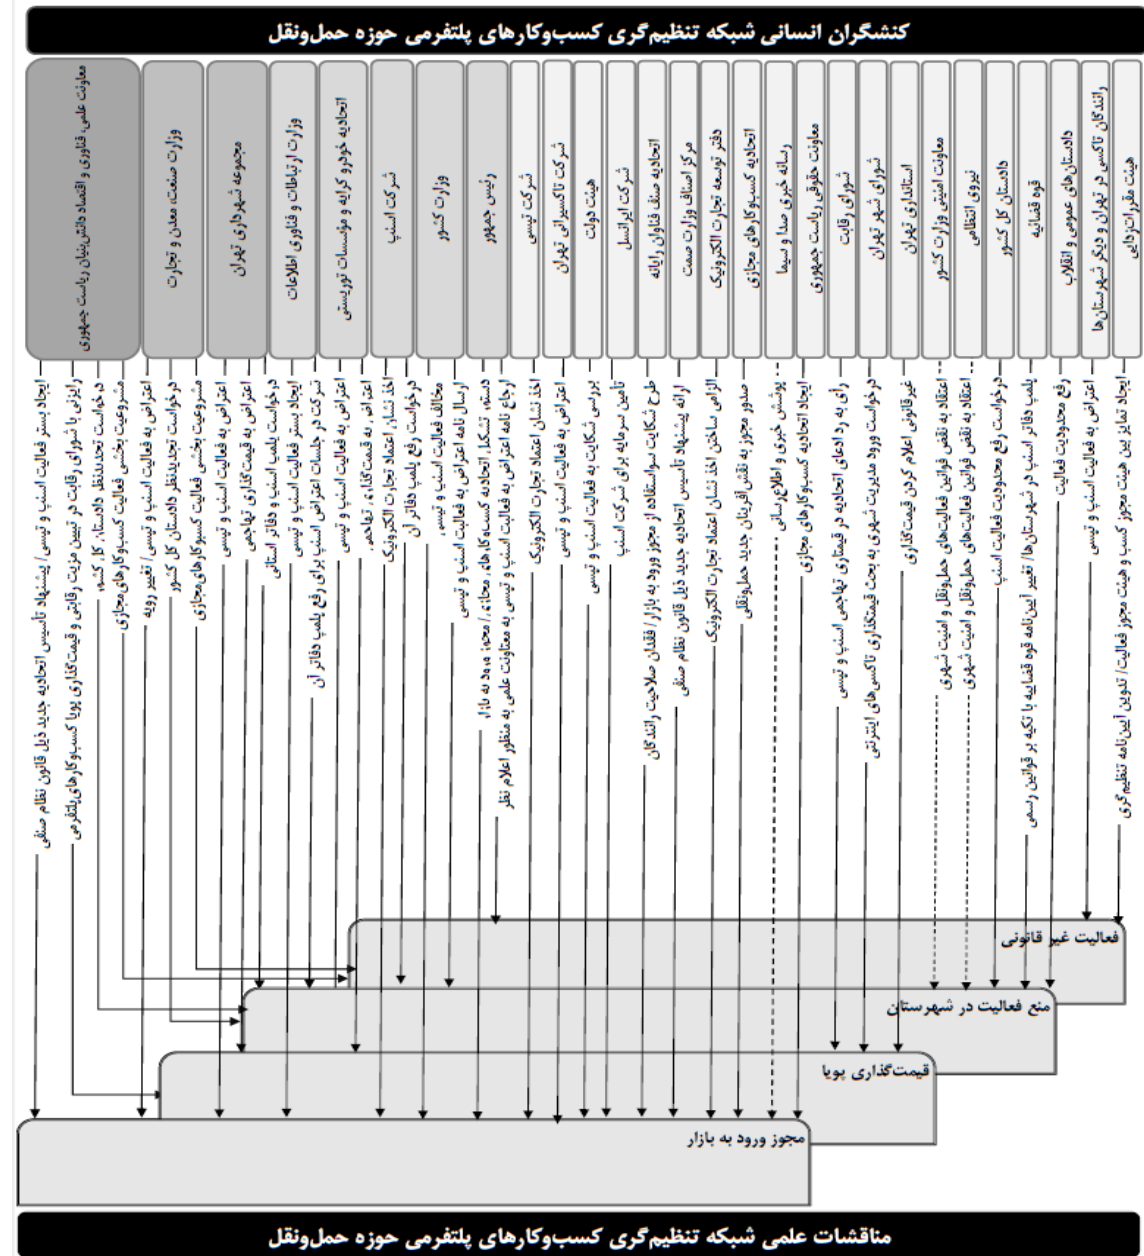 کنشگران انسانی شبکه تنظیم‌گری کسب‌وکارهای پلتفرمی حوزه حمل‌ونقل
هیئت مقررات‌زدایی
رانندگان تاکسی در تهران و دیگر شهرستان‌ها
دادستان‌های عمومی و انقلاب
قوه قضائیه
دادستان کل کشور
نیروی انتظامی
معاونت امنیتی وزارت کشور
استانداری تهران
شورای شهر تهران
شورای رقابت
معاونت حقوقی ریاست جمهوری
رسانه خبری صدا و سیما
اتحادیه کسب‌وکارهای مجازی
دفتر توسعه تجارت الکترونیک
مرکز اصناف وزارت صمت
اتحادیه صنف فناوران رایانه
شرکت ایرانسل
هیئت دولت
شرکت تپسی
شرکت تاکسیرانی تهران
رئیس جمهور
وزارت کشور
شرکت اسنپ
اتحادیه خودرو کرایه و مؤسسات توریستی
وزارت ارتباطات و فناوری اطلاعات
مجموعه شهرداری تهران
وزارت صنعت، معدن و تجارت
معاونت علمی، فناوری و اقتصاد دانش‌بنیان ریاست جمهوری
ایجاد تمایز بین هیئت مجوز کسب و هیئت مجوز فعالیت/ تدوین آیین‌نامه تنظیم‌گری
اعتراض به فعالیت اسنپ و تپسی
رفع محدودیت فعالیت
پلمپ دفاتر اسنپ در شهرستان‌ها/ تغییر آیین‌نامه قوه قضاییه با تکیه بر قوانین رسمی
درخواست رفع محدودیت فعالیت اسنپ
اعتقاد به نقض قوانین فعالیت‌های حمل‌ونقل و امنیت شهری
اعتقاد به نقض قوانین فعالیت‌های حمل‌ونقل و امنیت شهری
غیرقانونی اعلام کردن قیمت‌گذاری
درخواست ورود مدیریت شهری به بحث قیمتگذاری تاکسی‌های اینترنتی
رأی به رد ادعای اتحادیه در قیمتاری تهاجمی اسنپ و تپسی
ایجاد اتحادیه کسب‌وکارهای مجازی
پوشش خبری و اطلاع‌رسانی
صدور مجوز به نقش‌آفرینان جدید حمل‌ونقلی
الزامی ساختن اخذ نشان اعتماد تجارت الکترونیک
ارائه پیشنهاد تأسیس اتحادیه جدید ذیل قانون نظام صنفی
طرح شکایت سواستفاده از مجوز ورود به بازار/ فقدان صلاحیت رانندگان
تأمین سرمایه برای شرکت اسنپ
بررسی شکایت به فعالیت اسنپ و تپسی
اعتراض به فعالیت اسنپ و تپسی
اخذ نشان اعتماد تجارت الکترونیک
ارجاع نامه اعتراض به فعالیت اسنپ و تپسی به معاونت علمی به منظور اعلام نظر
دستور تشکیل اتحادیه کسب‌وکارهای مجازی/ مجوز ورود به بازار
ارسال نامه اعتراض به فعالیت اسنپ و تپسی
مخالف فعالیت اسنپ و تپسی
درخواست رفع پلمپ دفاتر آن
اخذ نشان اعتماد تجارت الکترونیک
اعتراض به قیمت‌گذاری تهاجمی
اعتراض به فعالیت اسنپ و تپسی
شرکت در جلسات اعتراض اسنپ برای رفع پلمپ دفاتر آن
ایجاد بستر فعالیت اسنپ و تپسی
درخواست پلمپ اسنپ و دفاتر استانی
اعتراض به قیمت‌گذاری تهاجمی
اعتراض به فعالیت اسنپ و تپسی
مشروعیت بخشی فعالیت کسبوکارهای‌مجازی
درخواست تجدیدنظر دادستان کل کشور
اعتراض به فعالیت اسنپ و تپسی/ تغییر رویه
مشروعیت بخشی فعالیت کسب‌وکارهای‌مجازی
درخواست تجدیدنظر دادستان کل کشور
رایزنی با شورای رقابت در تبیین مزیت رقابتی و قیمت‌گذاری پویا کسب‌وکارهای‌پلتفرمی
ایجاد بستر فعالیت اسنپ و تپسی/ پیشنهاد تأسیس اتحادیه جدید ذیل قانون نظام صنفی
فعالیت غیر قانونی
منع فعالیت در شهرستان
قیمت‌گذاری پویا
مجوز ورود به بازار
مناقشات علمی شبکه تنظیم‌گری کسب‌وکارهای پلتفرمی حوزه حمل‌ونقل